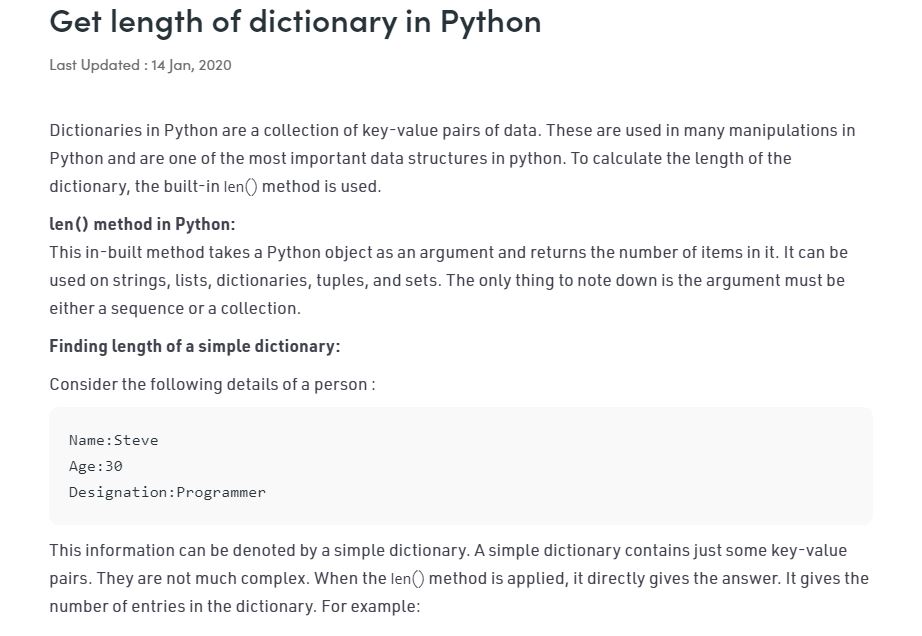 Get length of dictionary in Python
Last Updated : 14 Jan, 2020
Dictionaries in Python are a collection of key-value pairs of data. These are used in many manipulations in
Python and are one of the most important data structures in python. To calculate the length of the
dictionary, the built-in len() method is used.
len() method in Python:
This in-built method takes a Python object as an argument and returns the number of items in it. It can be
used on strings, lists, dictionaries, tuples, and sets. The only thing to note down is the argument must be
either a sequence or a collection.
Finding length of a simple dictionary:
Consider the following details of a person :
Name:Steve
Age:30
Designation:Programmer
This information can be denoted by a simple dictionary. A simple dictionary contains just some key-value
pairs. They are not much complex. When the len() method is applied, it directly gives the answer. It gives the
number of entries in the dictionary. For example: